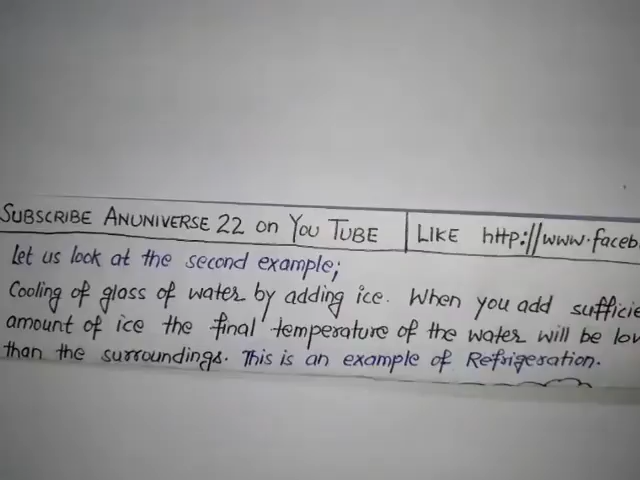 SUBSCRIBE ANUNIVERSE 22 on YOU TUBE | LIKE http://www.faceb
Let us look at the second example;
Cooling of glass of water by adding ice. When you add sufficie
amount of ice the final temperature of the water will be low
than the surroundings. This is an example of Refrigeration.